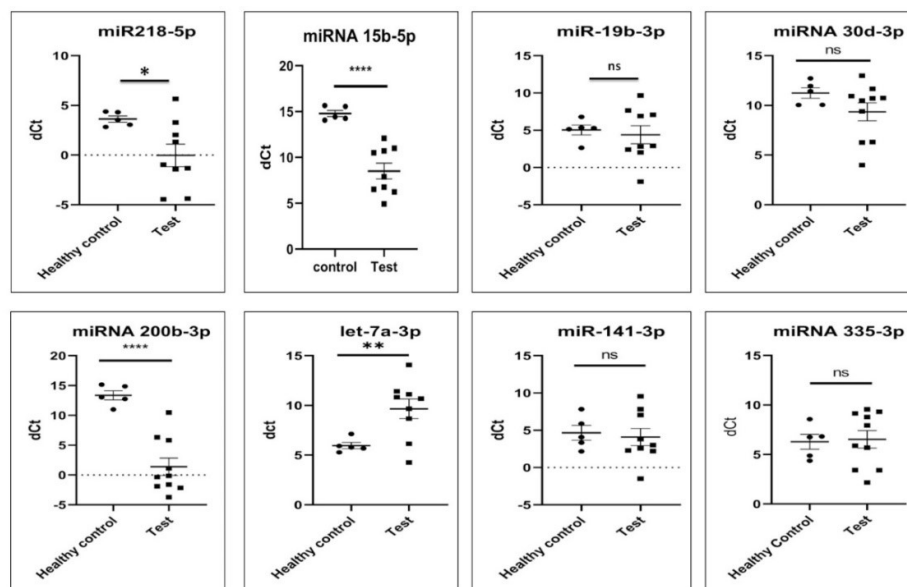 miR218-5p
*
10
5
0
-5
dCt
Healthy control
Test
miRNA 15b-5p
****
20
15
10
5
0
dCt
control
Test
miR-19b-3p
ns
15
10
5
0
-5
dCt
Healthy control
Test
miRNA 30d-3p
ns
15
10
5
0
dCt
Healthy control
Test
miRNA 200b-3p
****
20
15
10
5
0
-5
dCt
Healthy control
Test
let-7a-3p
**
15
10
5
0
dCt
Healthy control
Test
miR-141-3p
ns
15
10
5
0
-5
dCt
Healthy control
Test
miRNA 335-3p
ns
15
10
5
0
dCt
Healthy Control
Test